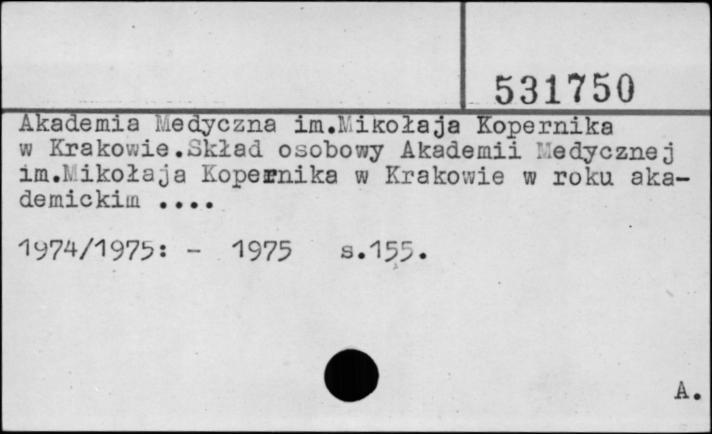 531750
Akademia Medyczna im.Mikołaja Kopernika
w Krakowie.Skład osobowy Akademii Medycznej
im.Mikołaja Kopernika w Krakowie w roku aka-
demickim ....
1974/1975: - 1975 s.155.
A.